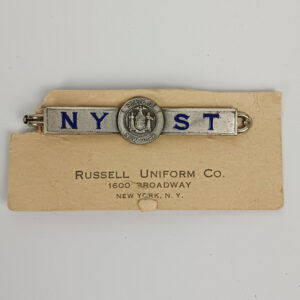 NY ST
RUSSELL UNIFORM CO.
1600 BROADWAY
NEW YORK, N. Y.